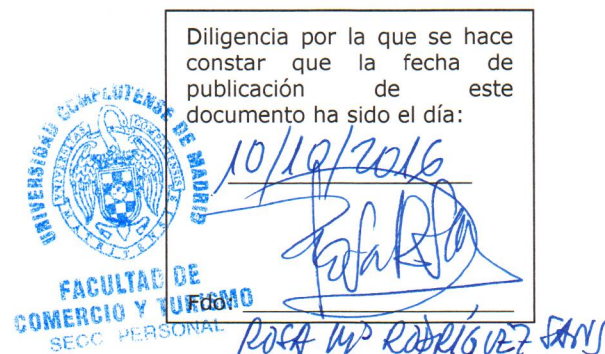 Diligencia por la que se hace
constar que la fecha de
publicación de este
documento ha sido el día:
10/10/2016
UNIVERSIDAD COMPLUTENSE DE MADRID
FACULTAD DE
COMERCIO Y TURISMO
SECC PERSONAL
Fdo:
ROSA Mª RODRÍGUEZ SANS